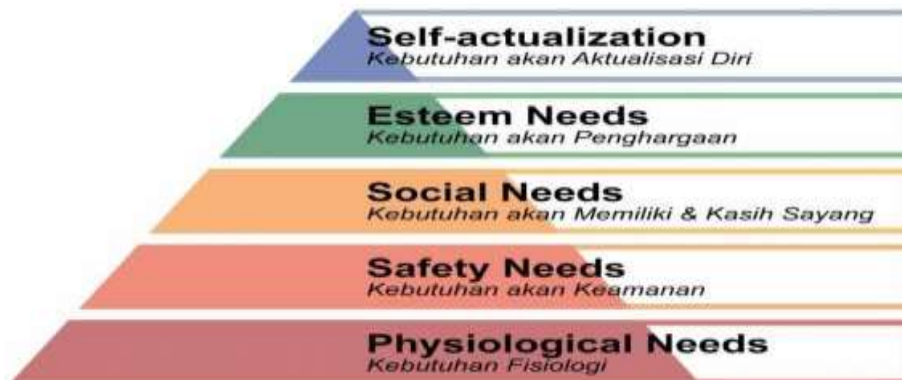 Self-actualization
Kebutuhan akan Aktualisasi Diri
Esteem Needs
Kebutuhan akan Penghargaan
Social Needs
Kebutuhan akan Memiliki & Kasih Sayang
Safety Needs
Kebutuhan akan Keamanan
Physiological Needs
Kebutuhan Fisiologi